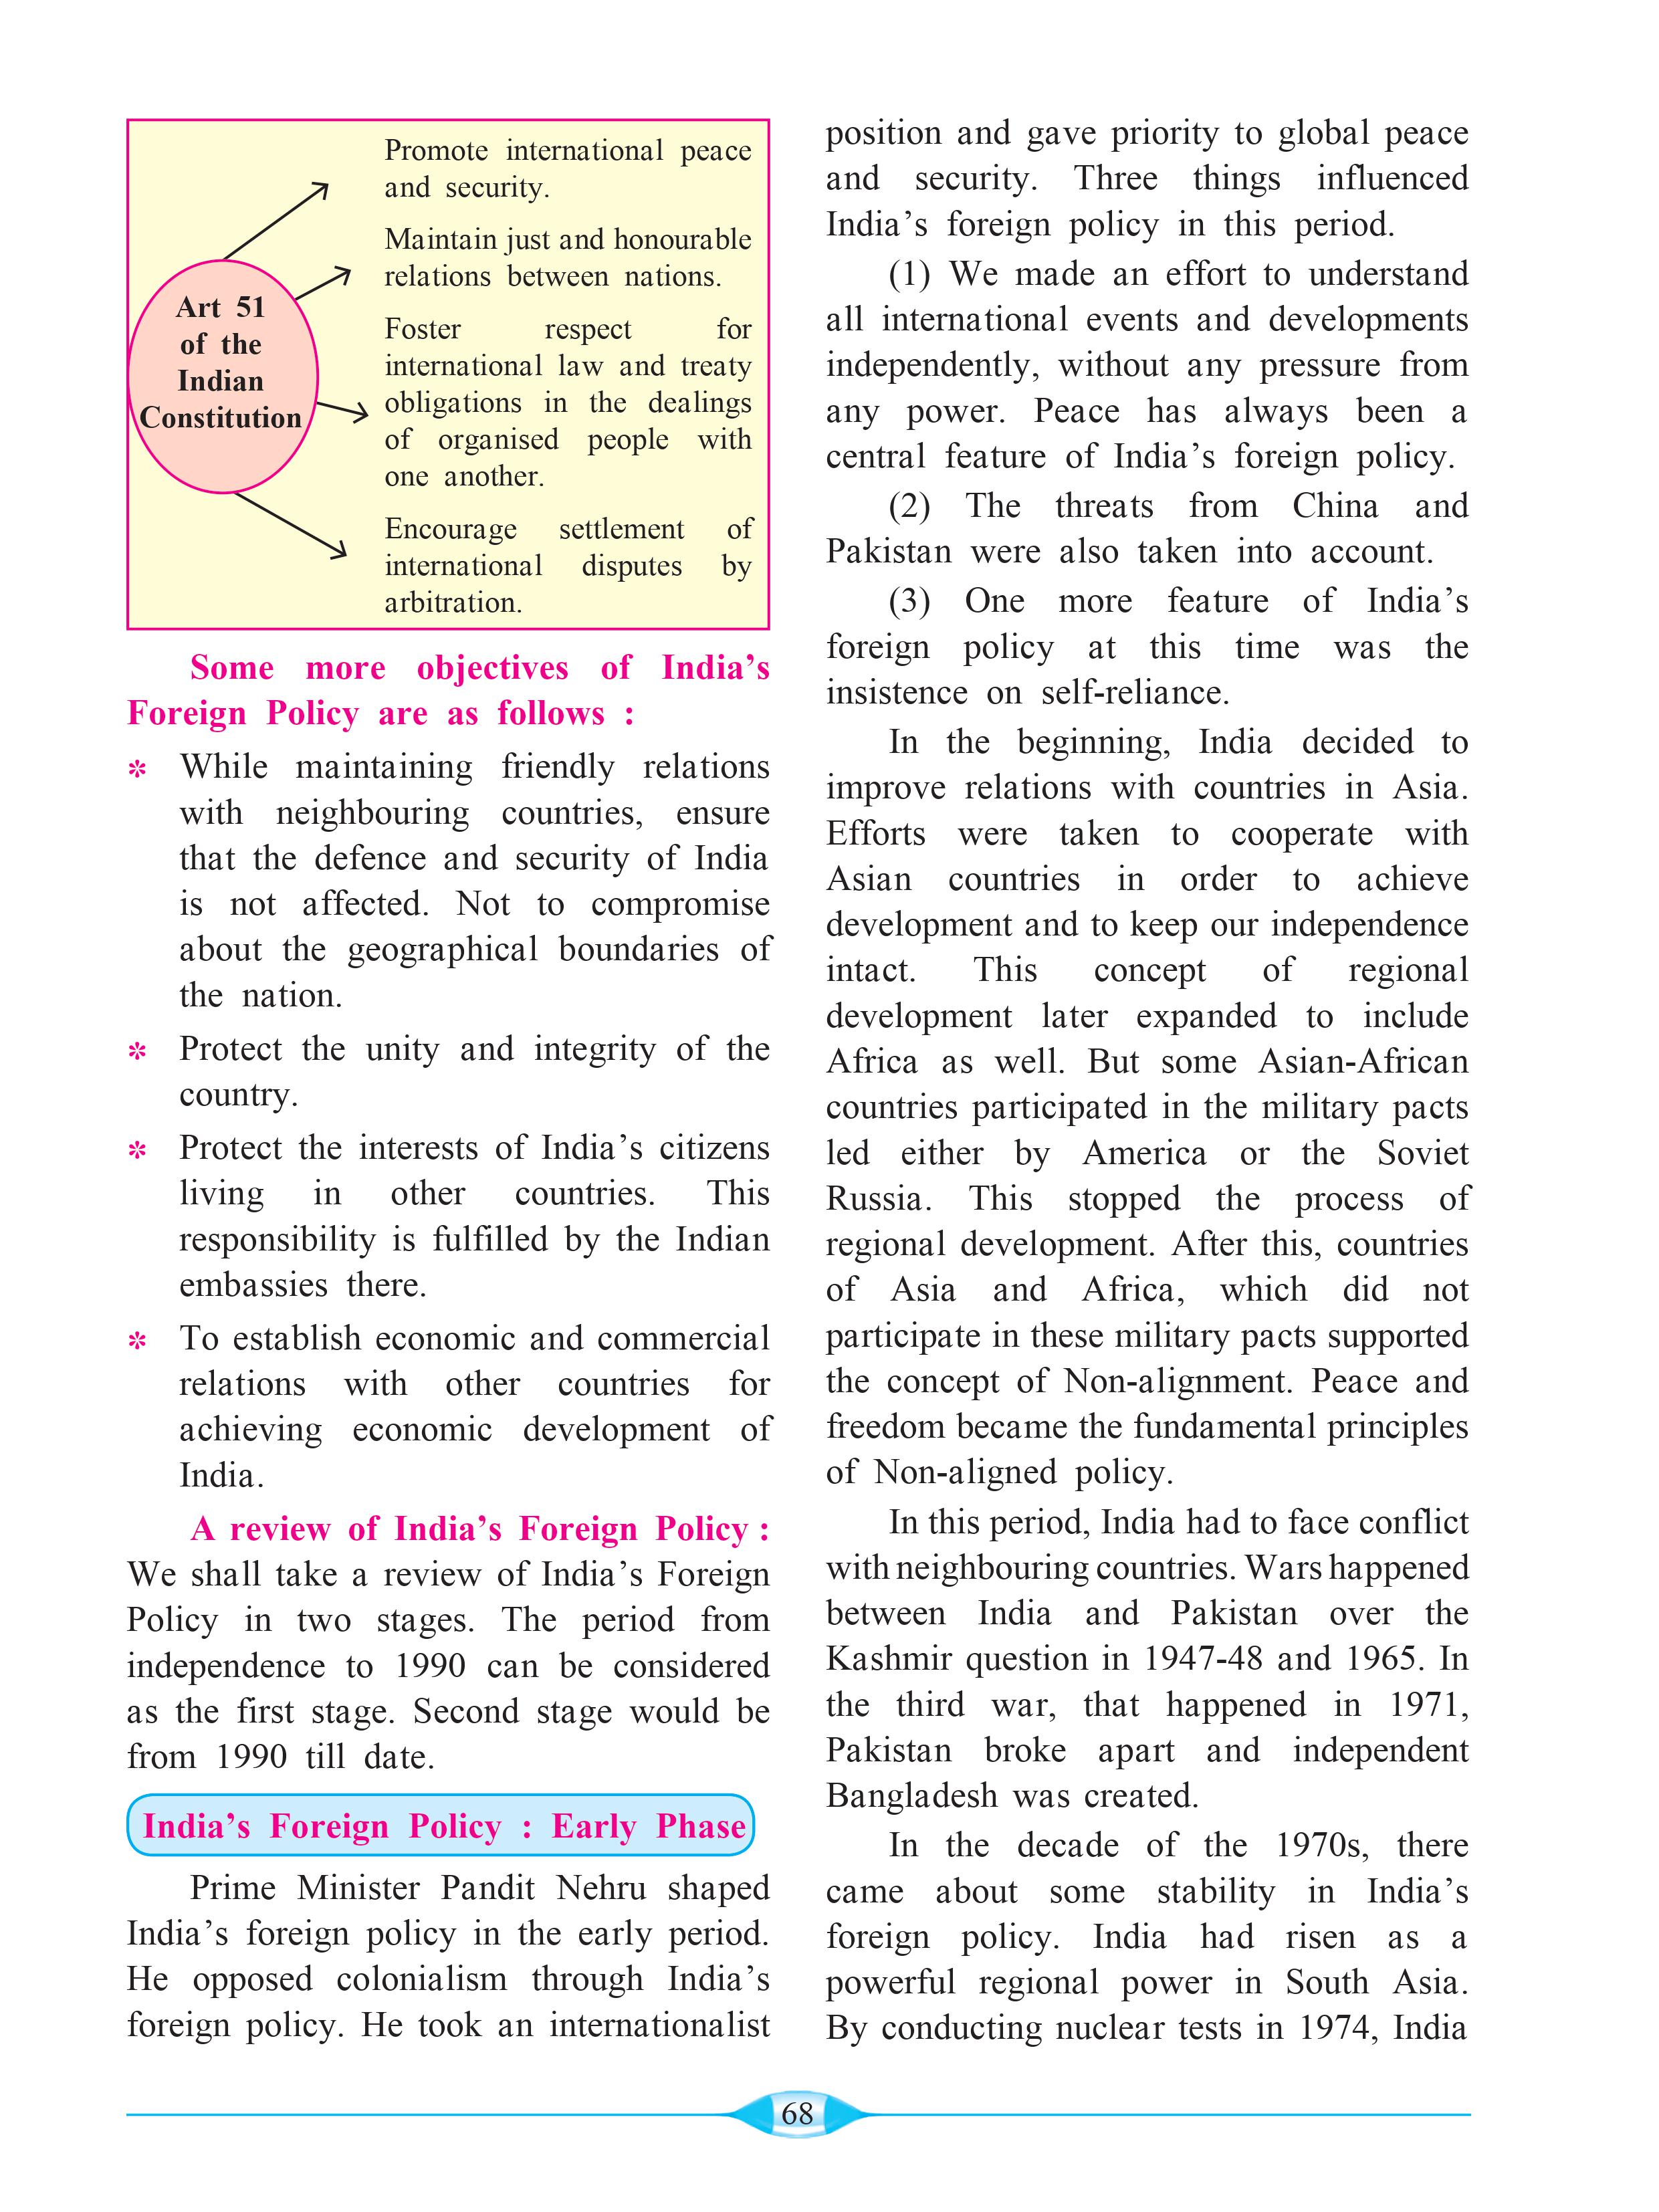 Promote international peace
and security.
Maintain just and honourable
relations between nations.
Art 51
of the
Indian
Constitution
Foster respect for
international law and treaty
obligations in the dealings
of organised people with
one another.
Encourage settlement of
international disputes by
arbitration.
Some more objectives of India’s
Foreign Policy are as follows :
* While maintaining friendly relations
with neighbouring countries, ensure
that the defence and security of India
is not affected. Not to compromise
about the geographical boundaries of
the nation.
* Protect the unity and integrity of the
country.
* Protect the interests of India’s citizens
living in other countries. This
responsibility is fulfilled by the Indian
embassies there.
* To establish economic and commercial
relations with other countries for
achieving economic development of
India.
A review of India’s Foreign Policy :
We shall take a review of India’s Foreign
Policy in two stages. The period from
independence to 1990 can be considered
as the first stage. Second stage would be
from 1990 till date.
India’s Foreign Policy : Early Phase
Prime Minister Pandit Nehru shaped
India’s foreign policy in the early period.
He opposed colonialism through India’s
foreign policy. He took an internationalist
position and gave priority to global peace
and security. Three things influenced
India’s foreign policy in this period.
(1) We made an effort to understand
all international events and developments
independently, without any pressure from
any power. Peace has always been a
central feature of India’s foreign policy.
(2) The threats from China and
Pakistan were also taken into account.
(3) One more feature of India’s
foreign policy at this time was the
insistence on self-reliance.
In the beginning, India decided to
improve relations with countries in Asia.
Efforts were taken to cooperate with
Asian countries in order to achieve
development and to keep our independence
intact. This concept of regional
development later expanded to include
Africa as well. But some Asian-African
countries participated in the military pacts
led either by America or the Soviet
Russia. This stopped the process of
regional development. After this, countries
of Asia and Africa, which did not
participate in these military pacts supported
the concept of Non-alignment. Peace and
freedom became the fundamental principles
of Non-aligned policy.
In this period, India had to face conflict
with neighbouring countries. Wars happened
between India and Pakistan over the
Kashmir question in 1947-48 and 1965. In
the third war, that happened in 1971,
Pakistan broke apart and independent
Bangladesh was created.
In the decade of the 1970s, there
came about some stability in India’s
foreign policy. India had risen as a
powerful regional power in South Asia.
By conducting nuclear tests in 1974, India
68